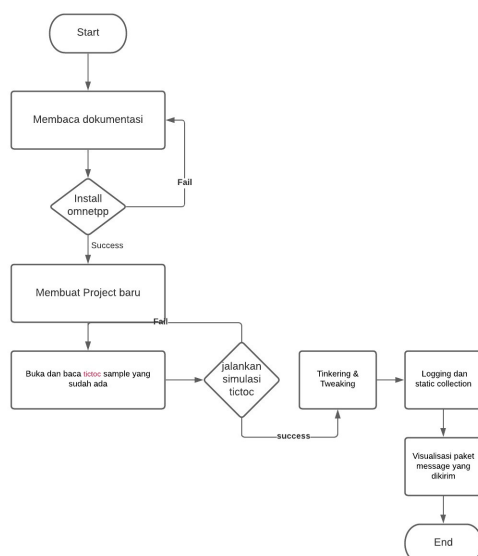 Start
Membaca dokumentasi
Fail
Install
omnetpp
Success
Membuat Project baru
Fail
Buka dan baca tictoc sample yang
sudah ada
jalankan
simulasi
tictoc
success
Tinkering &
Tweaking
Logging dan
static collection
Visualisasi paket
message yang
dikirim
End